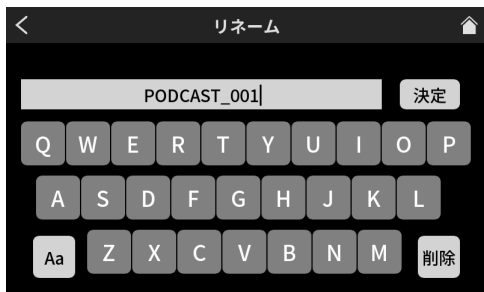 リネーム
PODCAST_001 決定
Q W E R T Y U I O P
A S D F G H J K L
Aa Z X C V B N M 削除